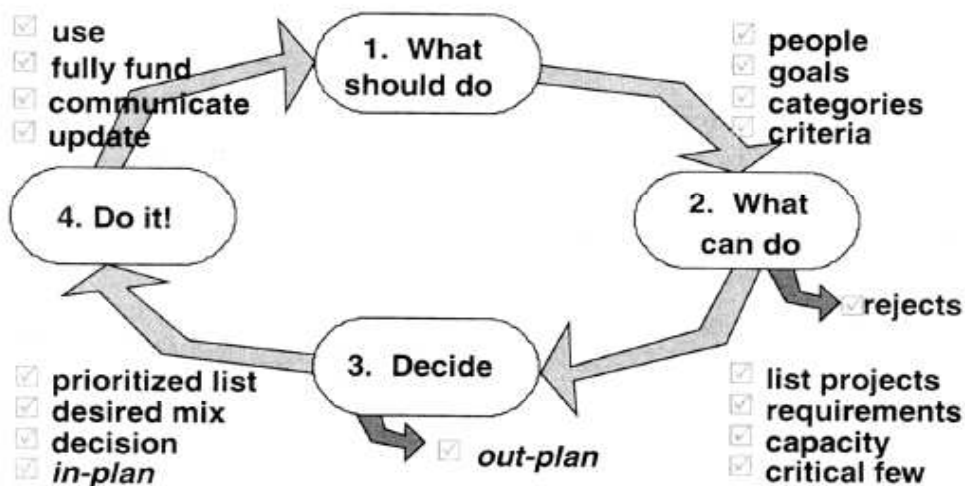 use
fully fund
communicate
update
1. What
should do
people
goals
categories
criteria
4. Do it!
2. What
can do
rejects
3. Decide
prioritized list
desired mix
decision
in-plan
out-plan
list projects
requirements
capacity
critical few